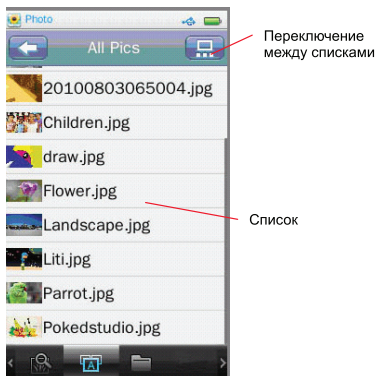 Photo
All Pics
Переключение
между списками
20100803065004.jpg
Children.jpg
draw.jpg
Flower.jpg
Список
Landscape.jpg
Liti.jpg
Parrot.jpg
Pokedstudio.jpg
A